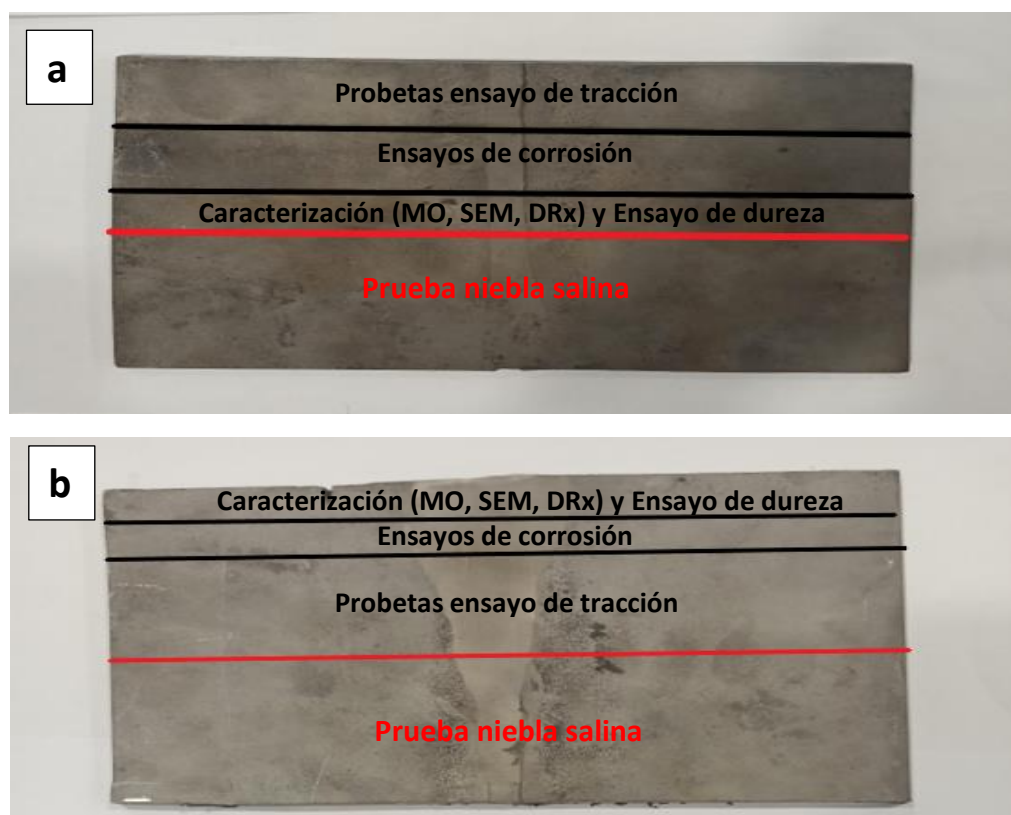 a
Probetas ensayo de tracción
Ensayos de corrosión
Caracterización (MO, SEM, DRx) y Ensayo de dureza
Prueba niebla salina
b
Caracterización (MO, SEM, DRx) y Ensayo de dureza
Ensayos de corrosión
Probetas ensayo de tracción
Prueba niebla salina